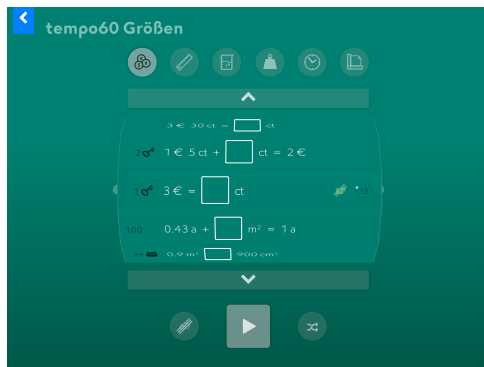 tempo60 Größen
3 € 30 ct = ct
2 1 € 5 ct + ct = 2 €
1 3 € = ct
100 0.43 a + m² = 1 a
0.9 m² 900 cm²